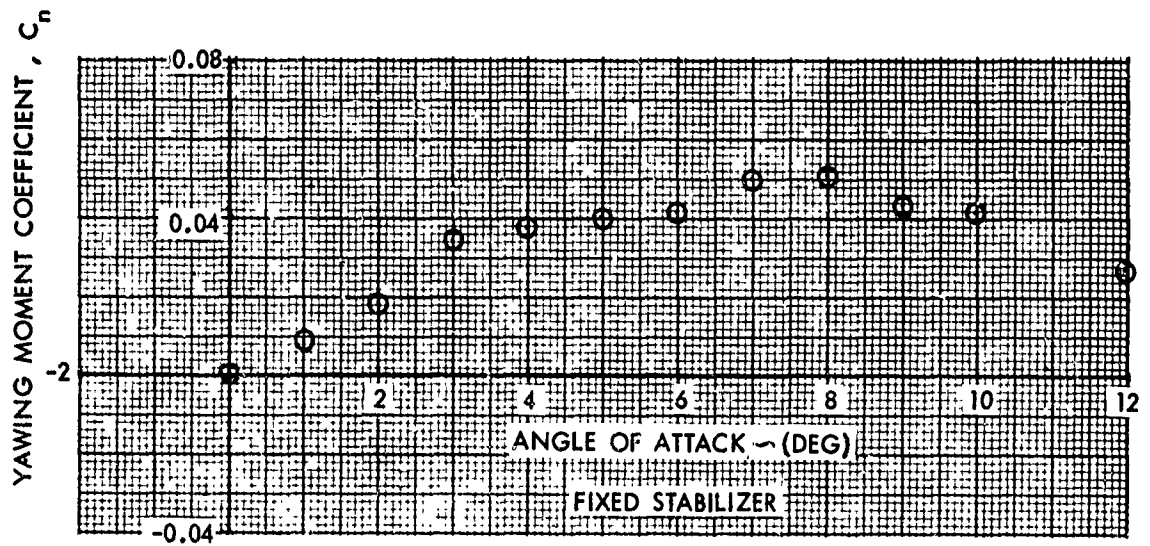 YAWING MOMENT COEFFICIENT , Cn
0.08
0.04
-2
2 4 6 8 10 12
ANGLE OF ATTACK ~ (DEG)
FIXED STABILIZER
-0.04